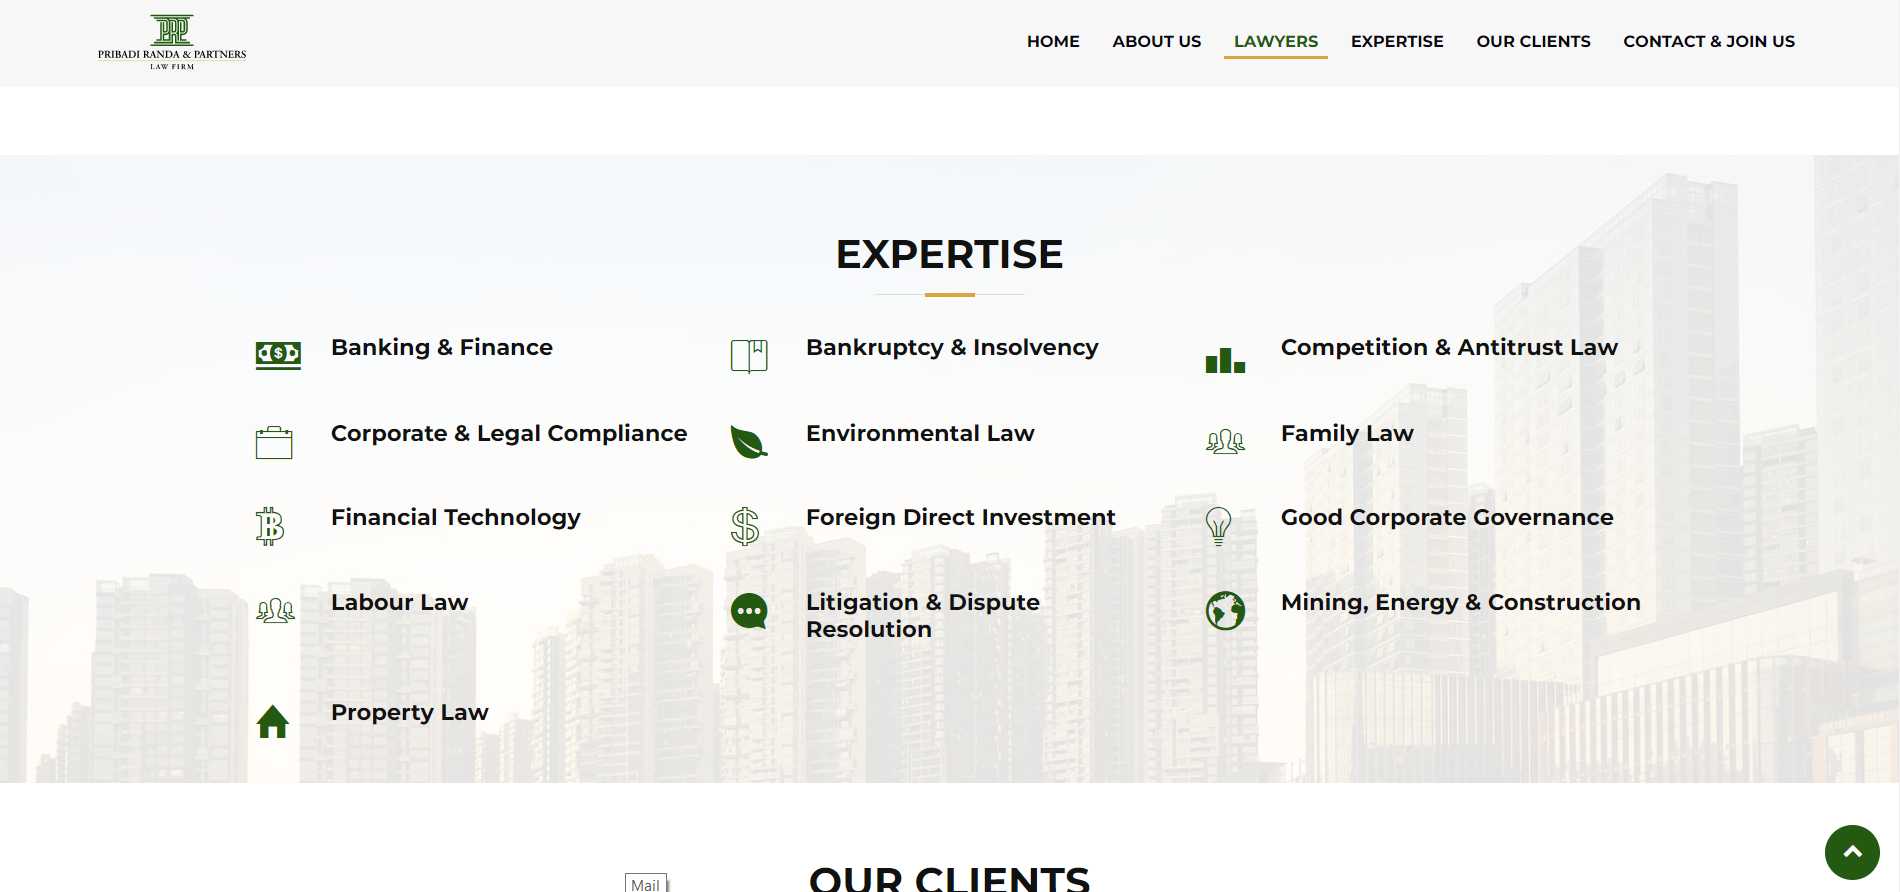 PRP
PRIBADI RANDA & PARTNERS
LAW FIRM
HOME ABOUT US LAWYERS EXPERTISE OUR CLIENTS CONTACT & JOIN US
EXPERTISE
Banking & Finance
Bankruptcy & Insolvency
Competition & Antitrust Law
Corporate & Legal Compliance
Environmental Law
Family Law
Financial Technology
Foreign Direct Investment
Good Corporate Governance
Labour Law
Litigation & Dispute
Resolution
Mining, Energy & Construction
Property Law
OUR CLIENTS
Mail